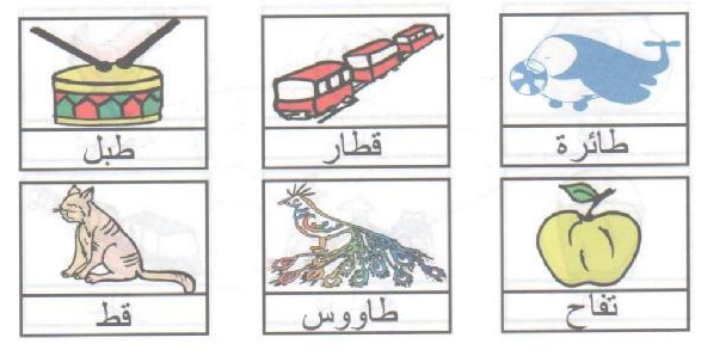 طائرة
قطار
طبل
تفاح
طاووس
قط